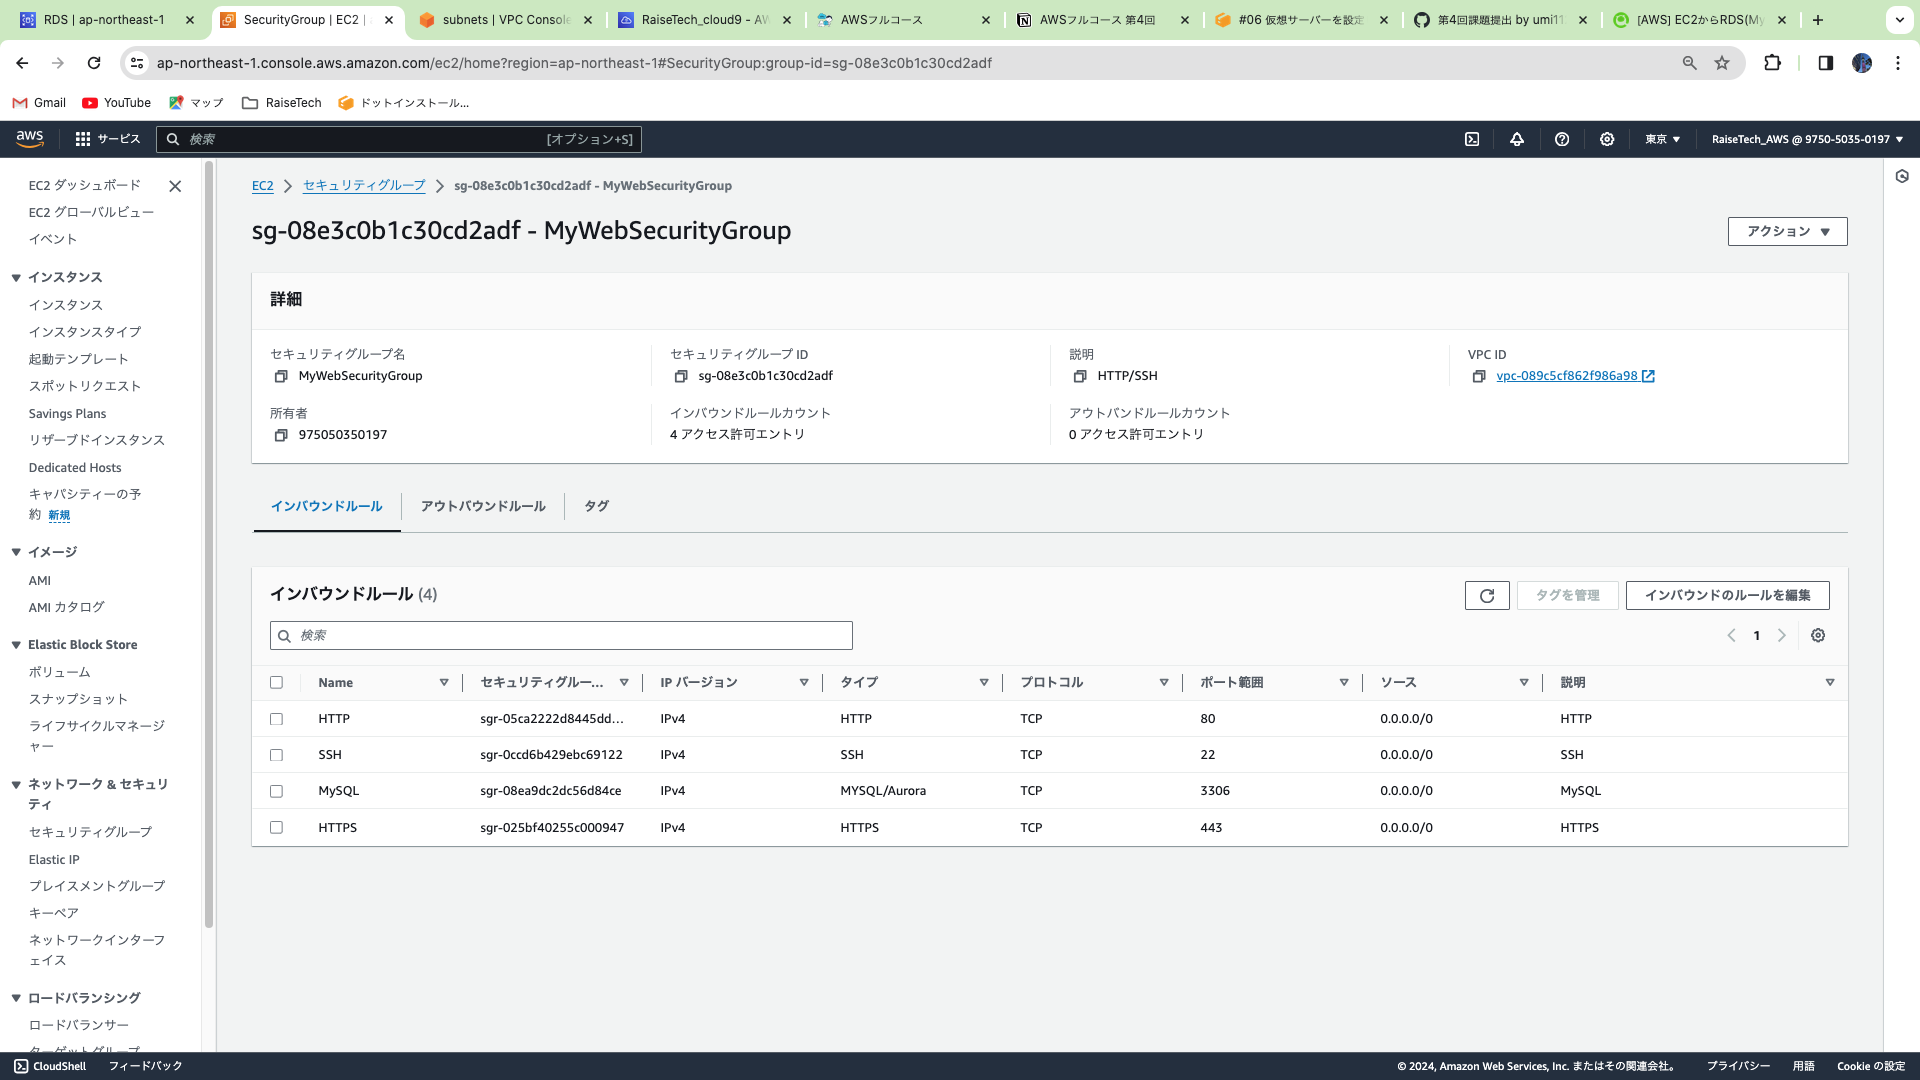 RDS | ap-northeast-1
SecurityGroup | EC2 |
subnets | VPC Console
RaiseTech_cloud9 - AW
AWSフルコース
AWSフルコース 第4回
#06 仮想サーバーを設定
第4回課題提出 by umi11
[AWS] EC2からRDS(My
ap-northeast-1.console.aws.amazon.com/ec2/home?region=ap-northeast-1#SecurityGroup:group-id=sg-08e3c0b1c30cd2adf
Gmail
YouTube
マップ
RaiseTech
ドットインストール...
aws
サービス
検索
[オプション+S]
東京
RaiseTech_AWS @ 9750-5035-0197
EC2 ダッシュボード
EC2 グローバルビュー
イベント
インスタンス
インスタンス
インスタンスタイプ
起動テンプレート
スポットリクエスト
Savings Plans
リザーブドインスタンス
Dedicated Hosts
キャパシティーの予
約 新規
イメージ
AMI
AMI カタログ
Elastic Block Store
ボリューム
スナップショット
ライフサイクルマネージ
ャー
ネットワーク & セキュリ
ティ
セキュリティグループ
Elastic IP
プレイスメントグループ
キーペア
ネットワークインターフ
ェイス
ロードバランシング
ロードバランサー
ターゲットグループ
EC2
セキュリティグループ
sg-08e3c0b1c30cd2adf - MyWebSecurityGroup
sg-08e3c0b1c30cd2adf - MyWebSecurityGroup
アクション
詳細
セキュリティグループ名
MyWebSecurityGroup
セキュリティグループ ID
sg-08e3c0b1c30cd2adf
説明
HTTP/SSH
VPC ID
vpc-089c5cf862f986a98
所有者
975050350197
インバウンドルールカウント
4 アクセス許可エントリ
アウトバンドルールカウント
0 アクセス許可エントリ
インバウンドルール
アウトバウンドルール
タグ
インバウンドルール (4)
タグを管理
インバウンドのルールを編集
検索
1
Name セキュリティグルー... IP バージョン タイプ プロトコル ポート範囲 ソース 説明
HTTP sgr-05ca2222d8445dd... IPv4 HTTP TCP 80 0.0.0.0/0 HTTP
SSH sgr-0ccd6b429ebc69122 IPv4 SSH TCP 22 0.0.0.0/0 SSH
MySQL sgr-08ea9dc2dc56d84ce IPv4 MYSQL/Aurora TCP 3306 0.0.0.0/0 MySQL
HTTPS sgr-025bf40255c000947 IPv4 HTTPS TCP 443 0.0.0.0/0 HTTPS
CloudShell
フィードバック
© 2024, Amazon Web Services, Inc. またはその関連会社。
プライバシー
用語
Cookie の設定